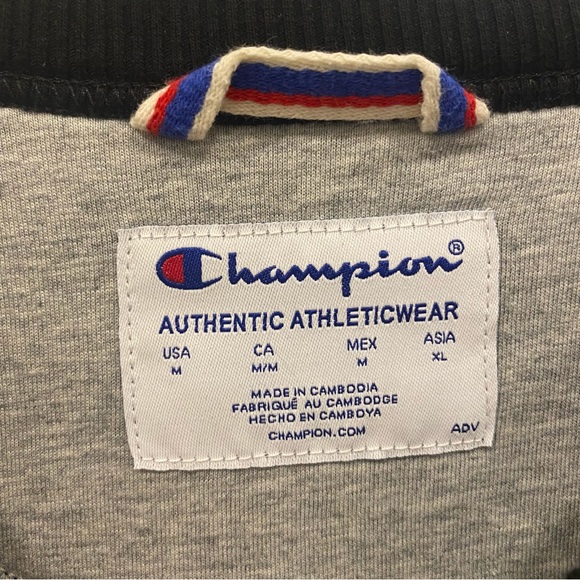 Champion®
AUTHENTIC ATHLETICWEAR
USA CA MEX ASIA
M M/M M XL
MADE IN CAMBODIA
FABRIQUÉ AU CAMBODGE
HECHO EN CAMBOYA
CHAMPION.COM ADV